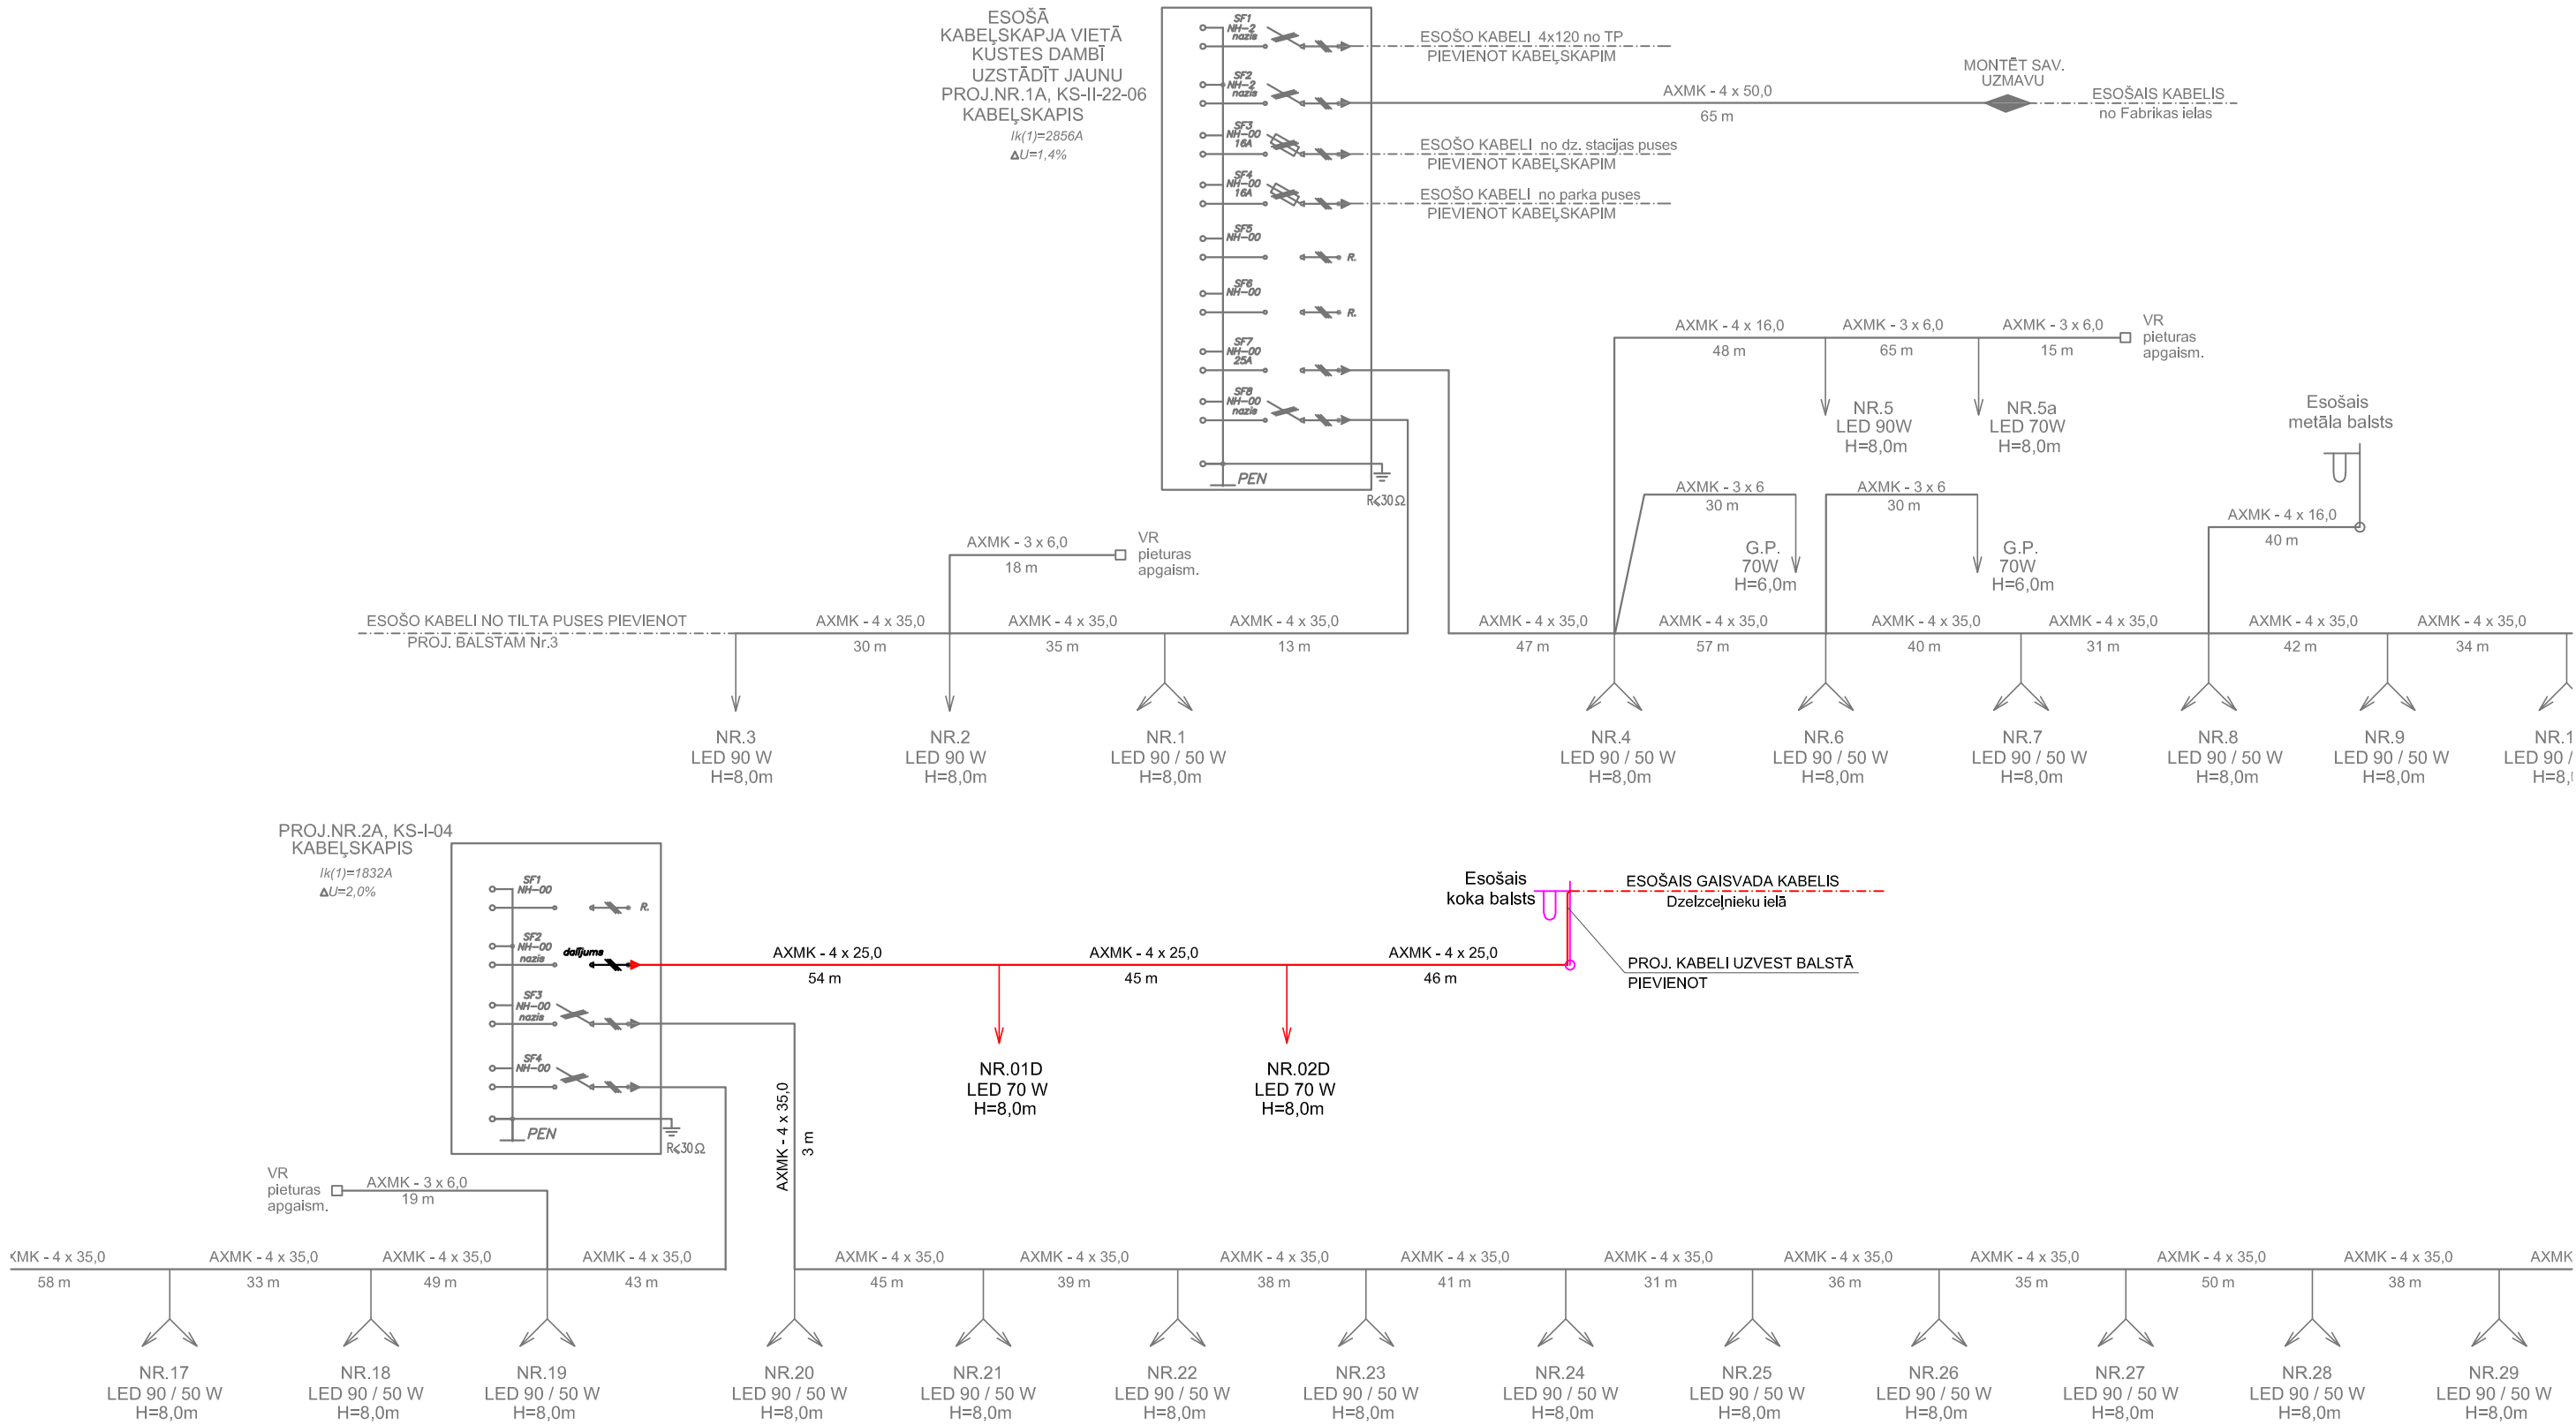 ESOŠĀ
KABEĻSKAPJA VIETĀ
KŪSTES DAMBĪ
UZSTĀDĪT JAUNU
PROJ.NR.1A, KS-II-22-06
KABEĻSKAPIS
Ik(1)=2856A
ΔU=1,4%
SF1
NH-2
nazis
ESOŠO KABELI 4x120 no TP
PIEVIENOT KABEĻSKAPIM
SF2
NH-2
nazis
AXMK - 4 x 50,0
65 m
MONTĒT SAV.
UZMAVU
ESOŠAIS KABELIS
no Fabrikas ielas
SF3
NH-00
16A
ESOŠO KABELI no dz. stacijas puses
PIEVIENOT KABEĻSKAPIM
SF4
NH-00
16A
ESOŠO KABELI no parka puses
PIEVIENOT KABEĻSKAPIM
SF5
NH-00
R.
SF6
NH-00
R.
SF7
NH-00
25A
SF8
NH-00
nazis
PEN
R⩽30Ω
AXMK - 4 x 16,0
48 m
AXMK - 3 x 6,0
65 m
AXMK - 3 x 6,0
15 m
VR
pieturas
apgaism.
NR.5
LED 90W
H=8,0m
NR.5a
LED 70W
H=8,0m
Esošais
metāla balsts
AXMK - 3 x 6
30 m
AXMK - 3 x 6
30 m
AXMK - 4 x 16,0
40 m
G.P.
70W
H=6,0m
G.P.
70W
H=6,0m
AXMK - 3 x 6,0
18 m
VR
pieturas
apgaism.
ESOŠO KABELI NO TILTA PUSES PIEVIENOT
PROJ. BALSTAM Nr.3
AXMK - 4 x 35,0
30 m
AXMK - 4 x 35,0
35 m
AXMK - 4 x 35,0
13 m
AXMK - 4 x 35,0
47 m
AXMK - 4 x 35,0
57 m
AXMK - 4 x 35,0
40 m
AXMK - 4 x 35,0
31 m
AXMK - 4 x 35,0
42 m
AXMK - 4 x 35,0
34 m
NR.3
LED 90 W
H=8,0m
NR.2
LED 90 W
H=8,0m
NR.1
LED 90 / 50 W
H=8,0m
NR.4
LED 90 / 50 W
H=8,0m
NR.6
LED 90 / 50 W
H=8,0m
NR.7
LED 90 / 50 W
H=8,0m
NR.8
LED 90 / 50 W
H=8,0m
NR.9
LED 90 / 50 W
H=8,0m
NR.1
LED 90 /
H=8,
PROJ.NR.2A, KS-I-04
KABEĻSKAPIS
Ik(1)=1832A
ΔU=2,0%
SF1
NH-00
R.
SF2
NH-00
nazis
dalījums
SF3
NH-00
nazis
SF4
NH-00
PEN
R⩽30Ω
AXMK - 4 x 25,0
54 m
AXMK - 4 x 25,0
45 m
AXMK - 4 x 25,0
46 m
Esošais
koka balsts
ESOŠAIS GAISVADA KABELIS
Dzelzceļnieku ielā
PROJ. KABELI UZVEST BALSTĀ
PIEVIENOT
NR.01D
LED 70 W
H=8,0m
NR.02D
LED 70 W
H=8,0m
AXMK - 4 x 35,0
3 m
VR
pieturas
apgaism.
AXMK - 3 x 6,0
19 m
XMK - 4 x 35,0
58 m
AXMK - 4 x 35,0
33 m
AXMK - 4 x 35,0
49 m
AXMK - 4 x 35,0
43 m
AXMK - 4 x 35,0
45 m
AXMK - 4 x 35,0
39 m
AXMK - 4 x 35,0
38 m
AXMK - 4 x 35,0
41 m
AXMK - 4 x 35,0
31 m
AXMK - 4 x 35,0
36 m
AXMK - 4 x 35,0
35 m
AXMK - 4 x 35,0
50 m
AXMK - 4 x 35,0
38 m
AXMK
NR.17
LED 90 / 50 W
H=8,0m
NR.18
LED 90 / 50 W
H=8,0m
NR.19
LED 90 / 50 W
H=8,0m
NR.20
LED 90 / 50 W
H=8,0m
NR.21
LED 90 / 50 W
H=8,0m
NR.22
LED 90 / 50 W
H=8,0m
NR.23
LED 90 / 50 W
H=8,0m
NR.24
LED 90 / 50 W
H=8,0m
NR.25
LED 90 / 50 W
H=8,0m
NR.26
LED 90 / 50 W
H=8,0m
NR.27
LED 90 / 50 W
H=8,0m
NR.28
LED 90 / 50 W
H=8,0m
NR.29
LED 90 / 50 W
H=8,0m